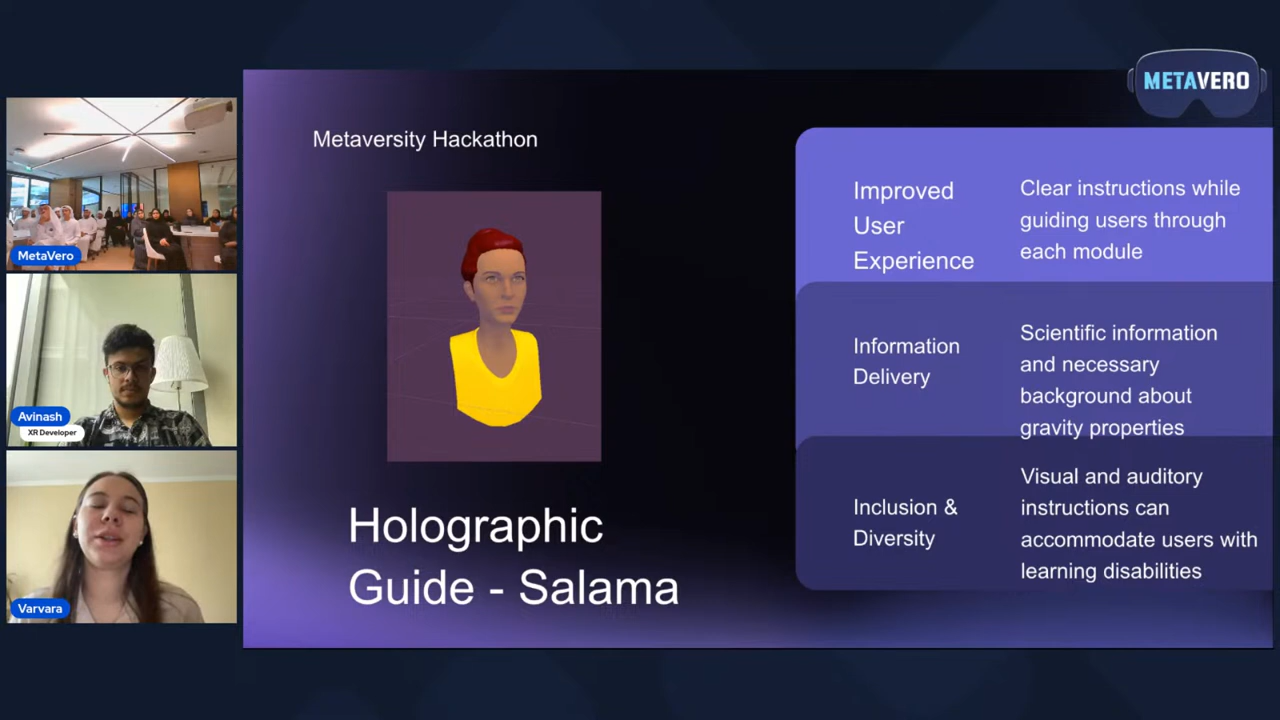 METAVERO
Metaversity Hackathon
Improved
User
Experience
Clear instructions while
guiding users through
each module
Information
Delivery
Scientific information
and necessary
background about
gravity properties
Inclusion &
Diversity
Visual and auditory
instructions can
accommodate users with
learning disabilities
Holographic
Guide - Salama
MetaVero
Avinash
XR Developer
Varvara